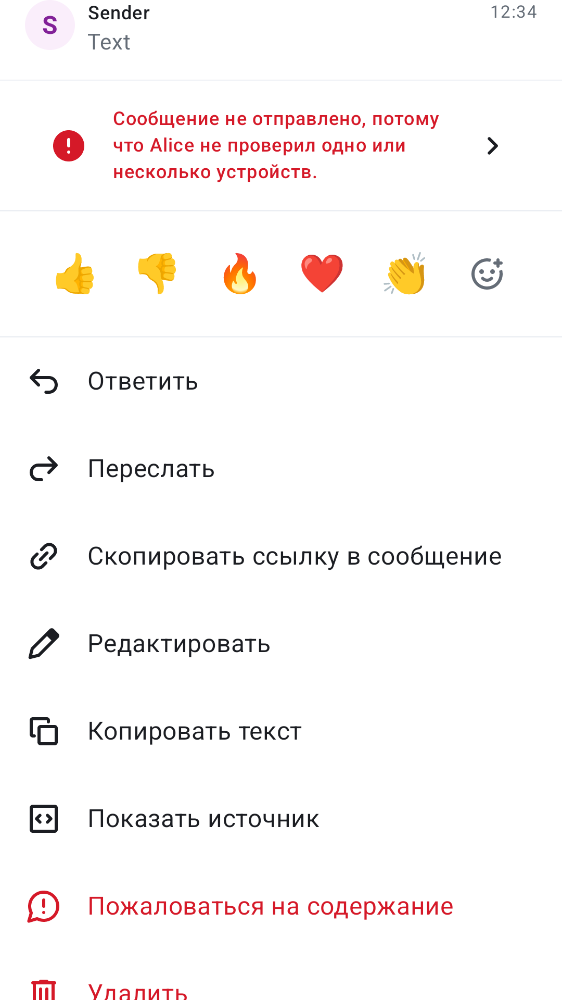 S
Sender
12:34
Text
Сообщение не отправлено, потому
что Alice не проверил одно или
несколько устройств.
Ответить
Переслать
Скопировать ссылку в сообщение
Редактировать
Копировать текст
Показать источник
Пожаловаться на содержание
Удалить